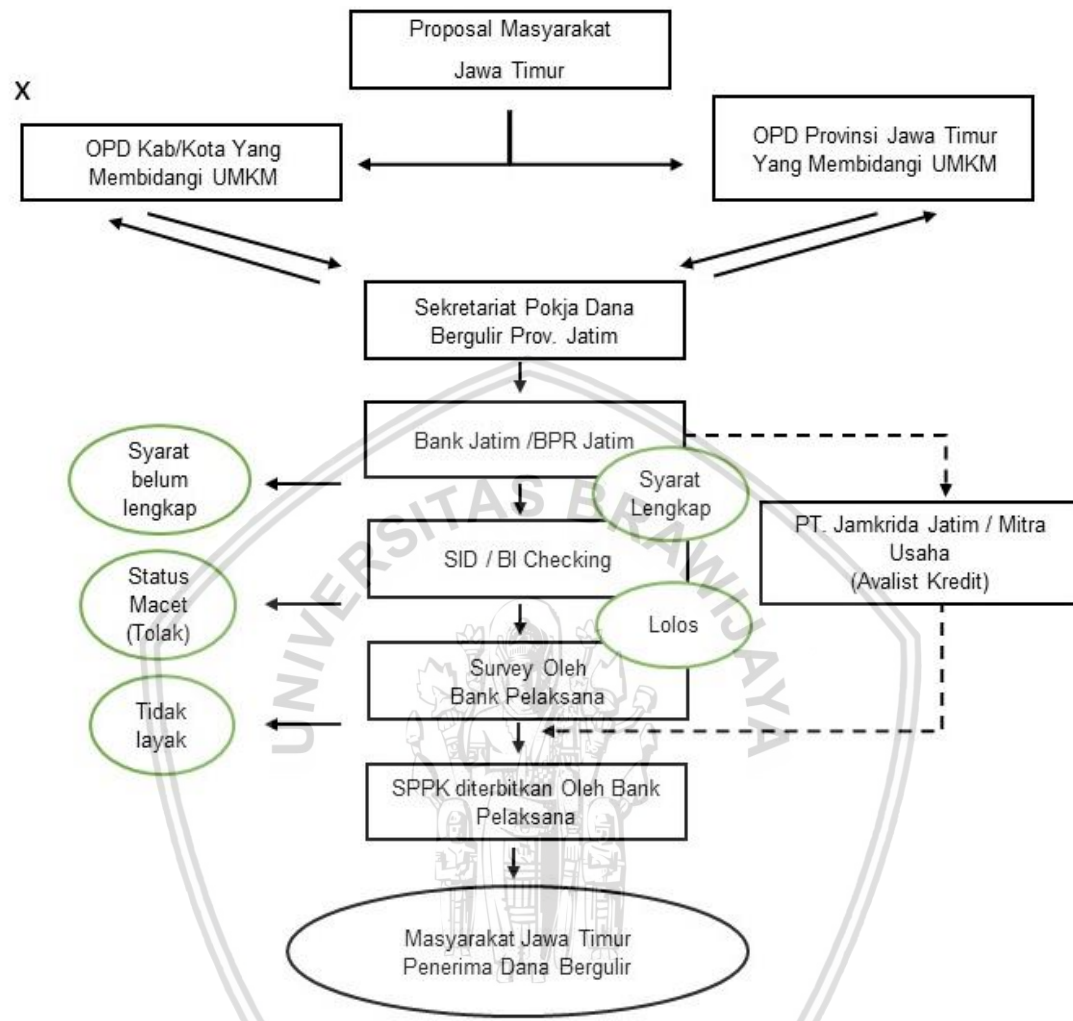 Proposal Masyarakat
Jawa Timur
X
OPD Kab/Kota Yang
Membidangi UMKM
OPD Provinsi Jawa Timur
Yang Membidangi UMKM
Sekretariat Pokja Dana
Bergulir Prov. Jatim
Bank Jatim /BPR Jatim
Syarat
belum
lengkap
Syarat
Lengkap
PT. Jamkrida Jatim / Mitra
Usaha
(Avalist Kredit)
SID / BI Checking
Status
Macet
(Tolak)
Lolos
Survey Oleh
Bank Pelaksana
Tidak
layak
SPPK diterbitkan Oleh Bank
Pelaksana
Masyarakat Jawa Timur
Penerima Dana Bergulir
UNIVERSITAS BRAWIJAYA